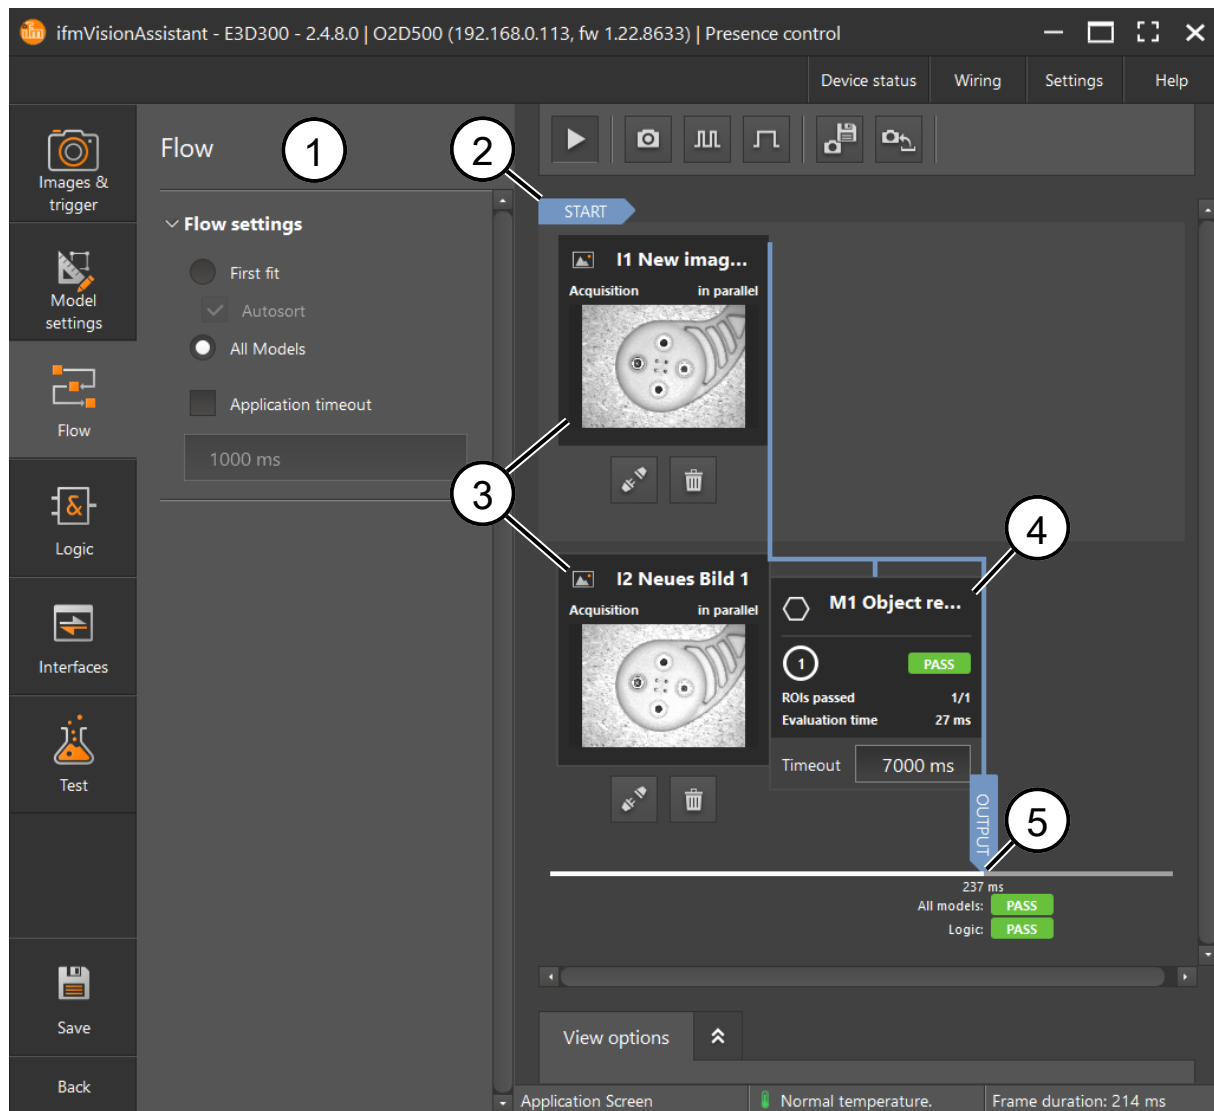 ifm ifmVisionAssistant - E3D300 - 2.4.8.0 | O2D500 (192.168.0.113, fw 1.22.8633) | Presence control
Device status Wiring Settings Help
Images &
trigger
Model
settings
Flow
Logic
&
Interfaces
Test
Save
Back
Flow
1
Flow settings
First fit
Autosort
All Models
Application timeout
1000 ms
2
START
I1 New imag...
Acquisition in parallel
3
I2 Neues Bild 1
Acquisition in parallel
4
M1 Object re...
1 PASS
ROIs passed 1/1
Evaluation time 27 ms
Timeout 7000 ms
OUTPUT
5
237 ms
All models: PASS
Logic: PASS
View options
Application Screen Normal temperature. Frame duration: 214 ms